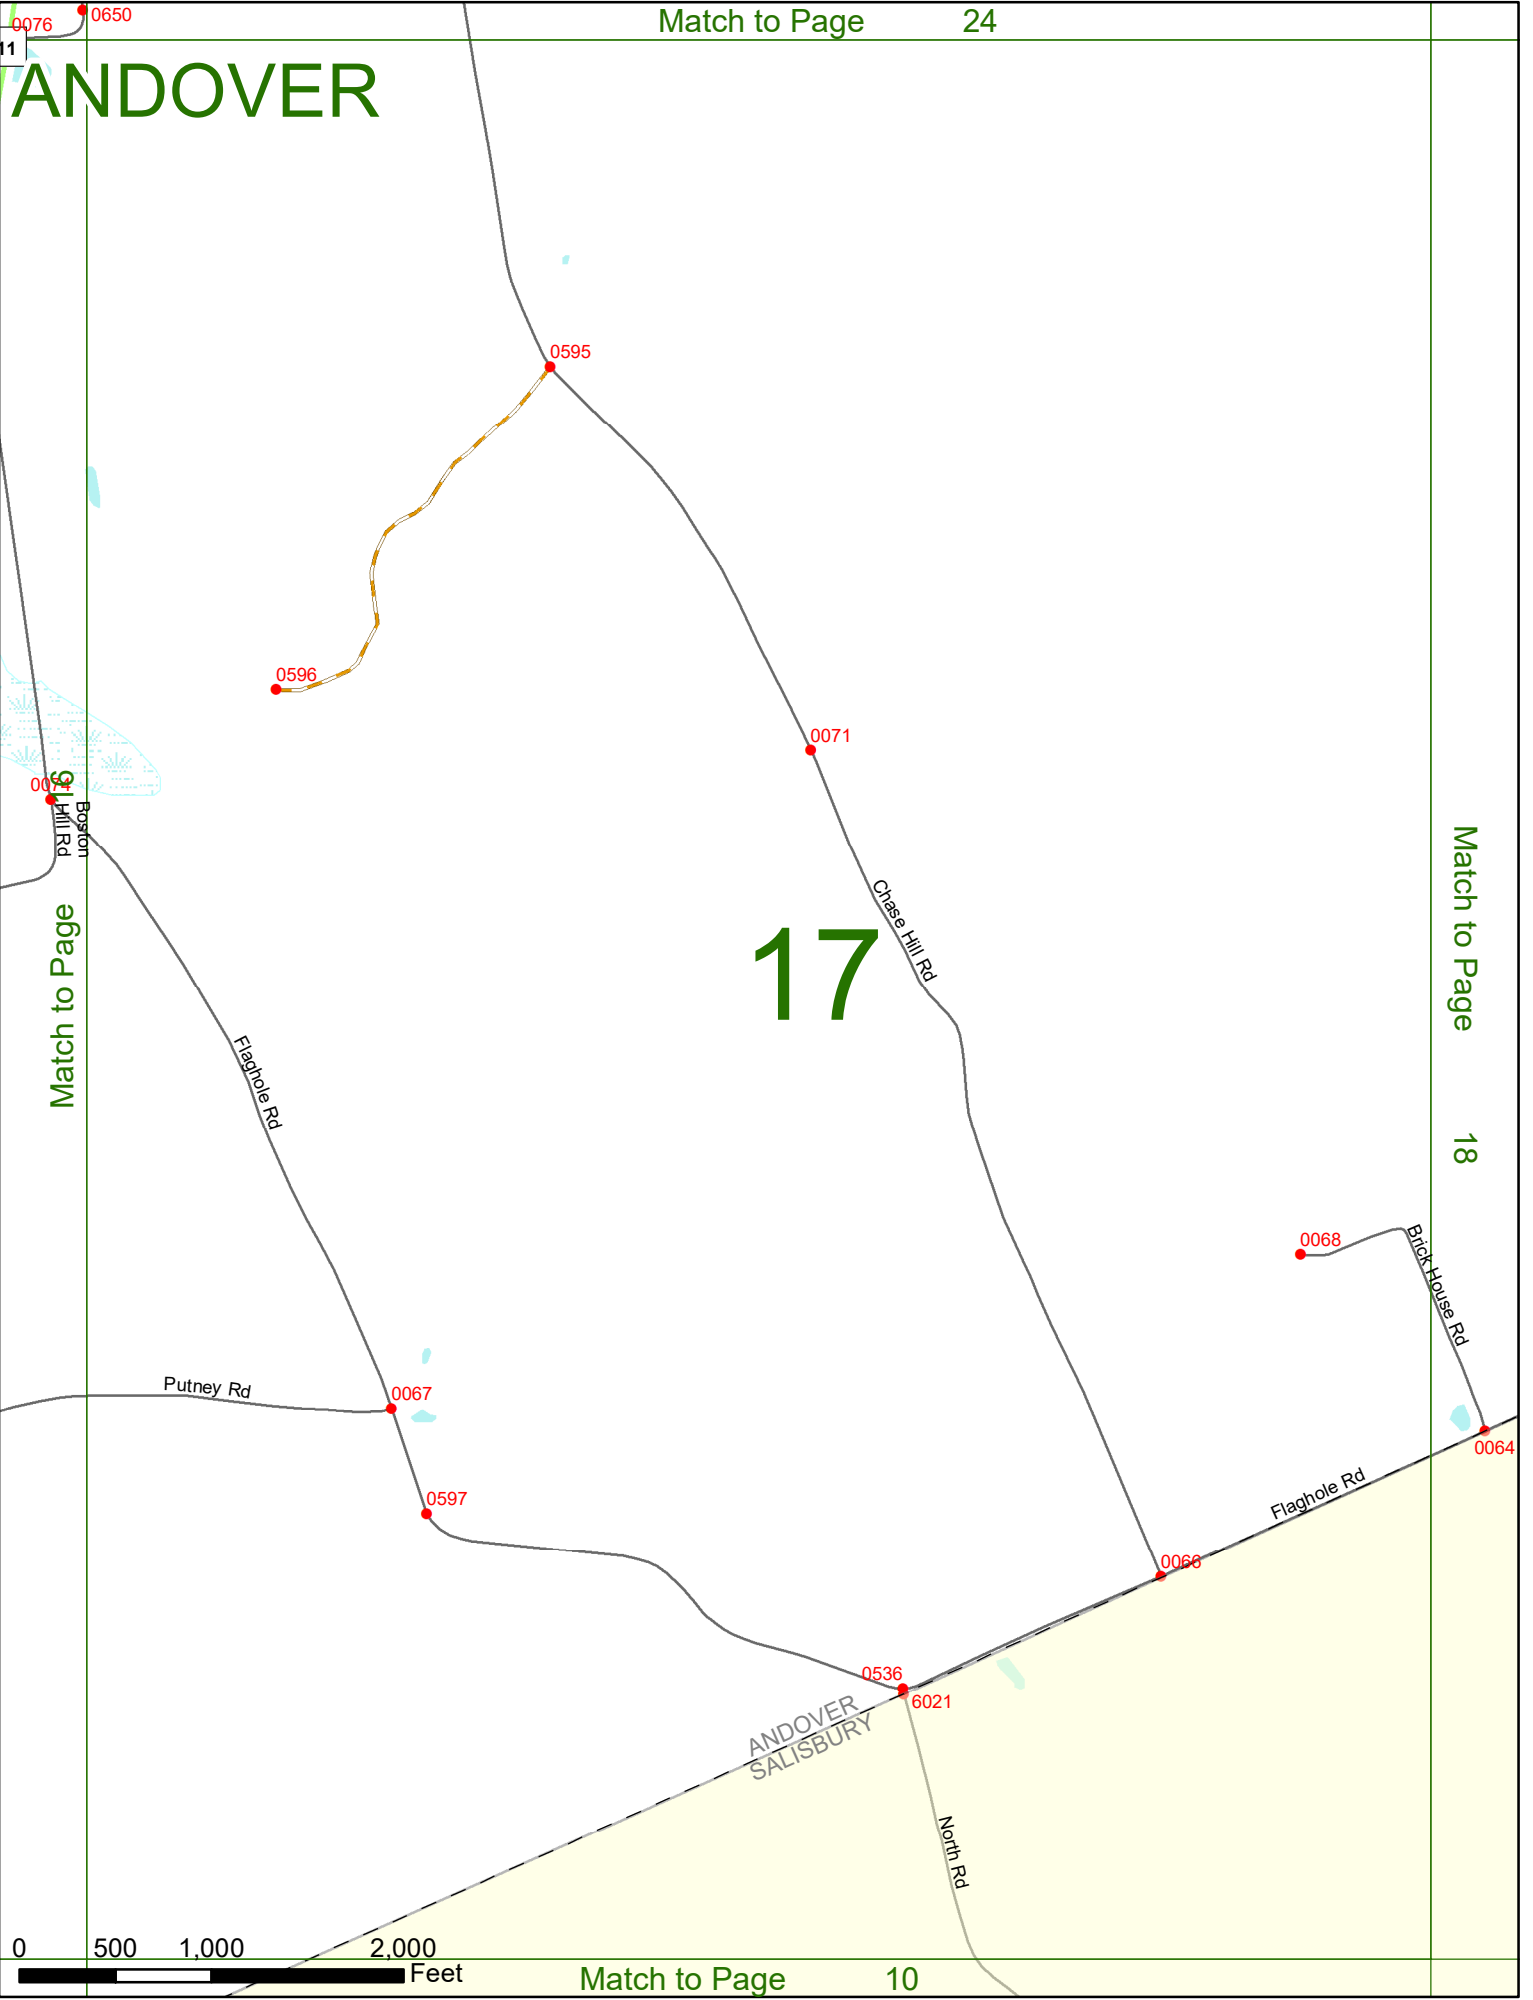 Match to Page 24
0076
0650
11
ANDOVER
0595
0596
0071
0074
16
Boston
Hill Rd
Match to Page
Chase Hill Rd
17
Match to Page 18
Flaghole Rd
0068
Brick House Rd
Putney Rd
0067
0064
Flaghole Rd
0597
0066
0536
6021
ANDOVER
SALISBURY
North Rd
0 500 1,000 2,000
Feet
Match to Page 10